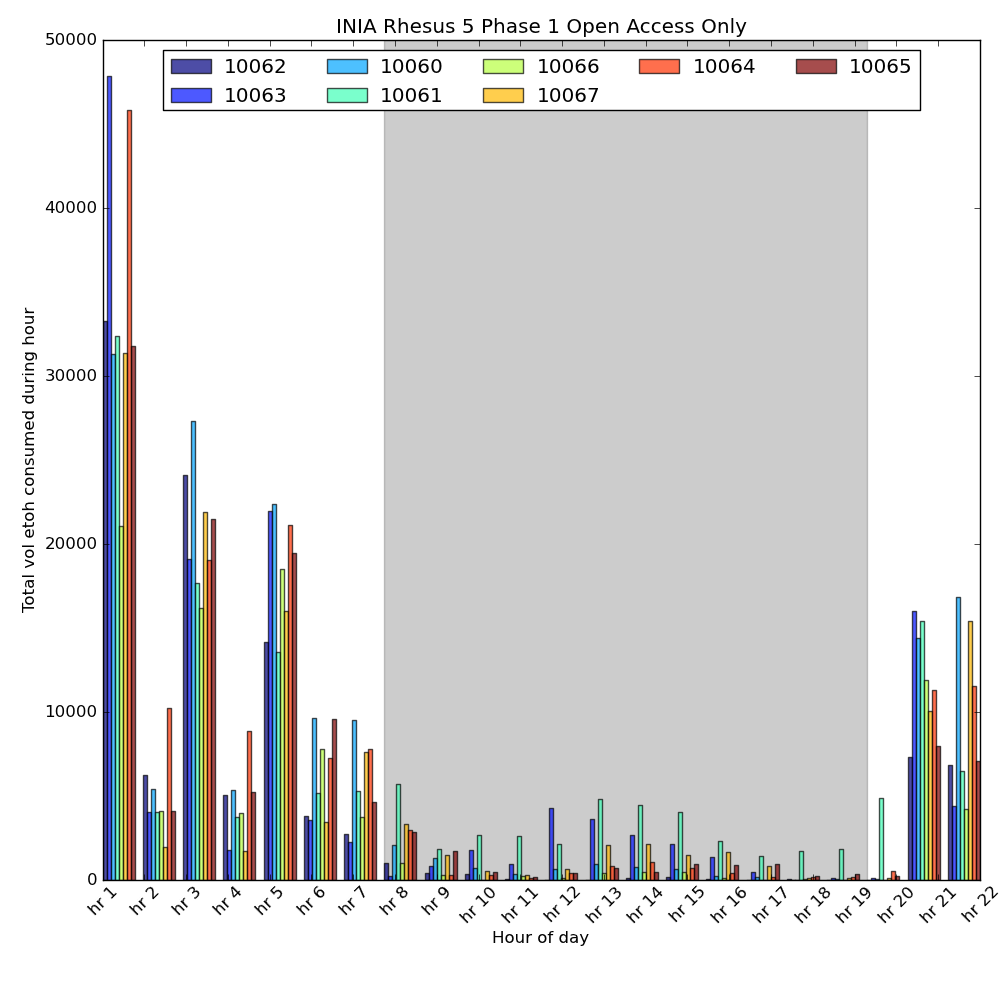 INIA Rhesus 5 Phase 1 Open Access Only
50000
40000
30000
20000
10000
0
Total vol etoh consumed during hour
10062 10060 10066 10064 10065
10063 10061 10067
hr 1 hr 2 hr 3 hr 4 hr 5 hr 6 hr 7 hr 8 hr 9 hr 10 hr 11 hr 12 hr 13 hr 14 hr 15 hr 16 hr 17 hr 18 hr 19 hr 20 hr 21 hr 22
Hour of day